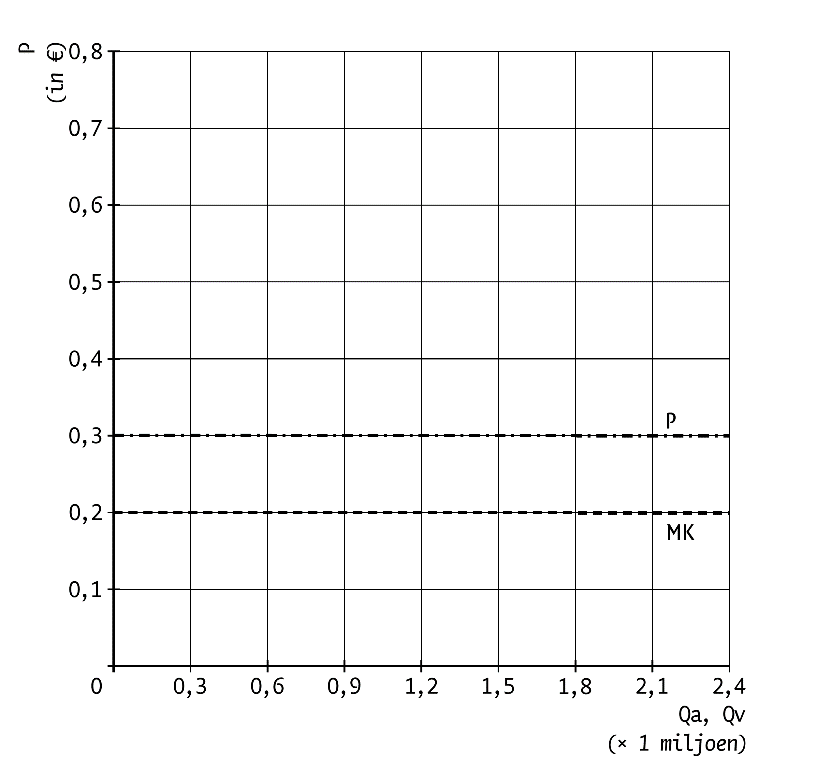 P
(in €)
0,8
0,7
0,6
0,5
0,4
P
0,3
0,2
MK
0,1
0 0,3 0,6 0,9 1,2 1,5 1,8 2,1 2,4
Qa, Qv
(× 1 miljoen)